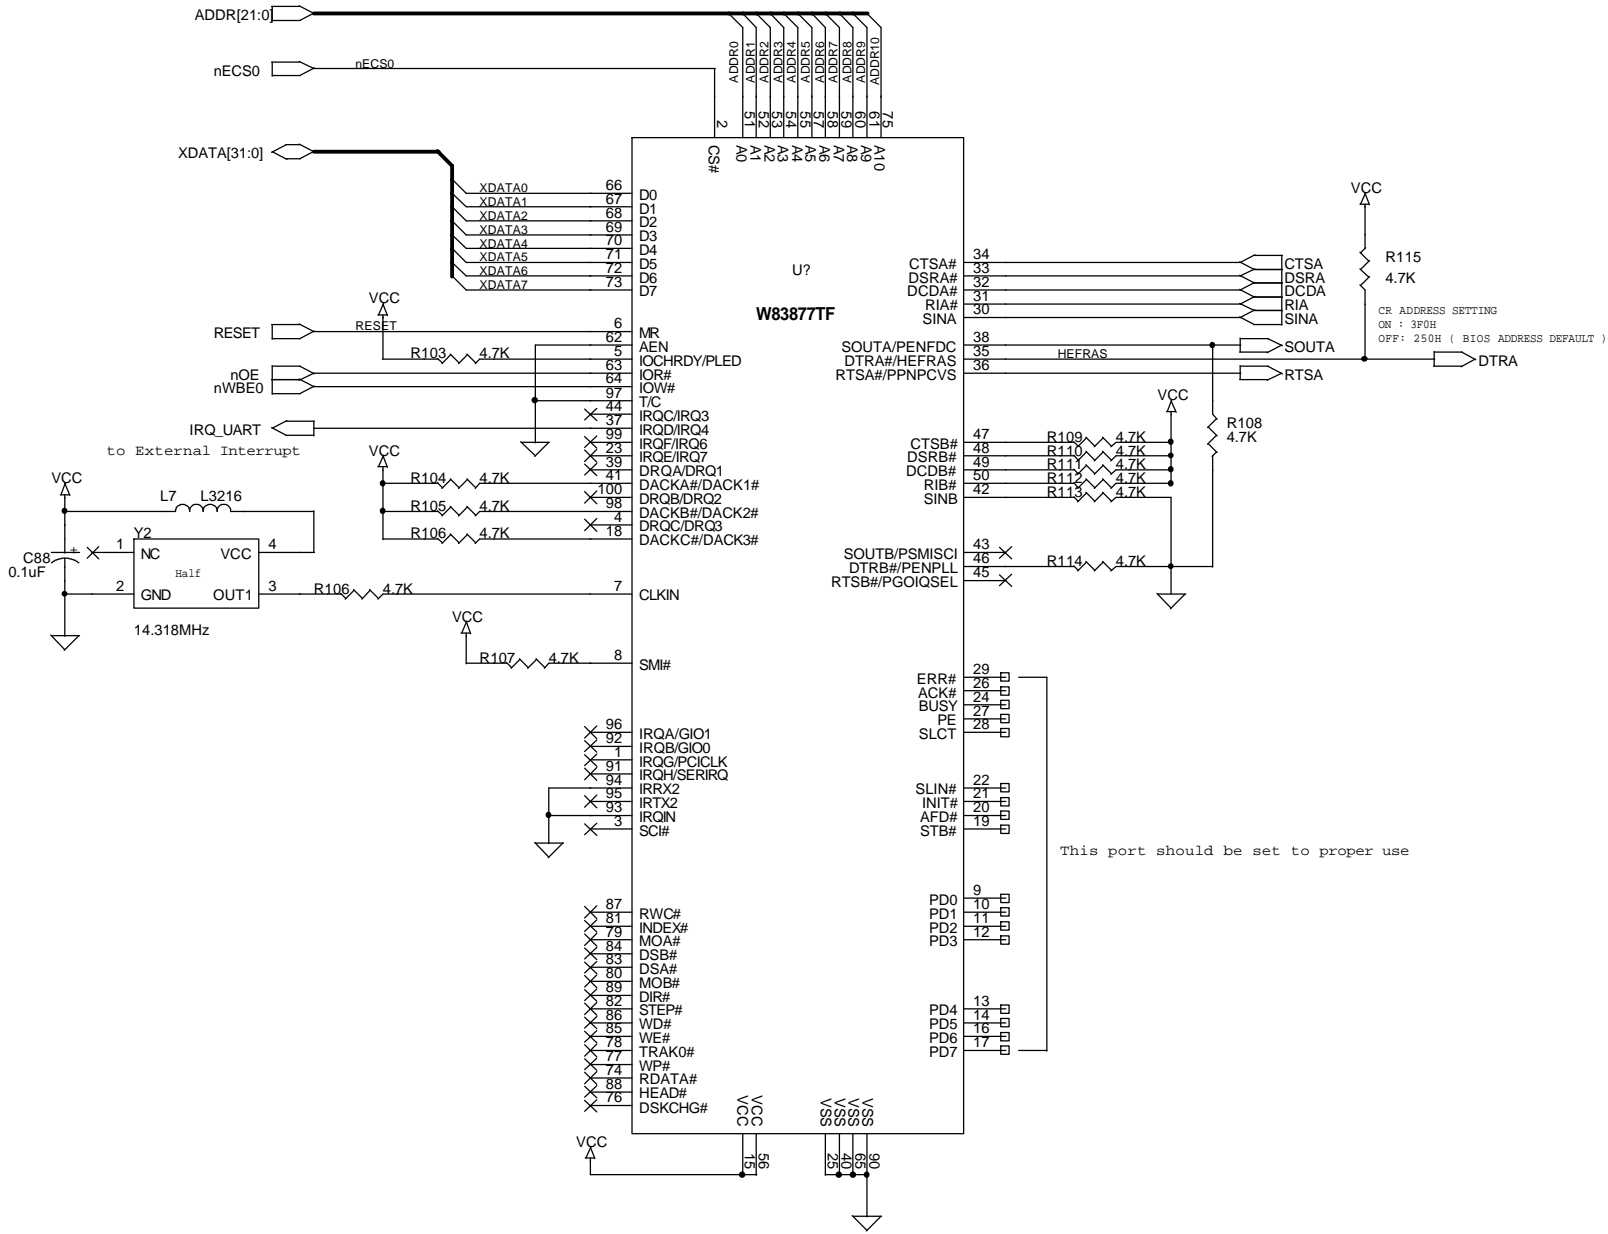 ADDR[21:0]
nECS0
nECS0
XDATA[31:0]
ADDR0
ADDR1
ADDR2
ADDR3
ADDR4
ADDR5
ADDR6
ADDR7
ADDR8
ADDR9
ADDR10
2
51
52
53
54
55
57
58
59
60
61
75
CS#
A0
A1
A2
A3
A4
A5
A6
A7
A8
A9
A10
U?
W83877TF
XDATA0 66 D0
XDATA1 67 D1
XDATA2 68 D2
XDATA3 69 D3
XDATA4 70 D4
XDATA5 71 D5
XDATA6 72 D6
XDATA7 73 D7
VCC
RESET RESET 6 MR
62 AEN
R103 4.7K 5 IOCHRDY/PLED
nOE 63 IOR#
nWBE0 64 IOW#
97 T/C
44 IRQC/IRQ3
IRQ_UART 37 IRQD/IRQ4
to External Interrupt
99 IRQF/IRQ6
23 IRQE/IRQ7
VCC
39 DRQA/DRQ1
R104 4.7K 41 DACKA#/DACK1#
100 DRQB/DRQ2
R105 4.7K 98 DACKB#/DACK2#
4 DRQC/DRQ3
R106 4.7K 18 DACKC#/DACK3#
VCC
L7 L3216
C88
+
0.1uF
Y2
1 NC VCC 4
Half
2 GND OUT1 3
14.318MHz
R106 4.7K 7 CLKIN
VCC
R107 4.7K 8 SMI#
96 IRQA/GIO1
92 IRQB/GIO0
1 IRQG/PCICLK
91 IRQH/SERIRQ
94 IRRX2
95 IRTX2
93 IRQIN
3 SCI#
87 RWC#
81 INDEX#
79 MOA#
84 DSB#
83 DSA#
80 MOB#
89 DIR#
82 STEP#
86 WD#
85 WE#
78 TRAK0#
77 WP#
74 RDATA#
88 HEAD#
76 DSKCHG#
VCC
VCC
VCC
15
56
VSS
VSS
VSS
VSS
25
40
65
90
CTSA# 34 CTSA
DSRA# 33 DSRA
DCDA# 32 DCDA
RIA# 31 RIA
SINA 30 SINA
VCC
R115
4.7K
CR ADDRESS SETTING
ON : 3F0H
OFF: 250H ( BIOS ADDRESS DEFAULT )
SOUTA/PENFDC 38 SOUTA
DTRA#/HEFRAS 35 HEFRAS DTRA
RTSA#/PPNPCVS 36 RTSA
VCC
R108
4.7K
CTSB# 47 R109 4.7K
DSRB# 48 R110 4.7K
DCDB# 49 R111 4.7K
RIB# 50 R112 4.7K
SINB 42 R113 4.7K
SOUTB/PSMISCI 43
DTRB#/PENPLL 46 R114 4.7K
RTSB#/PGOIQSEL 45
ERR# 29
ACK# 26
BUSY 24
PE 27
SLCT 28
SLIN# 22
INIT# 21
AFD# 20
STB# 19
This port should be set to proper use
PD0 9
PD1 10
PD2 11
PD3 12
PD4 13
PD5 14
PD6 16
PD7 17